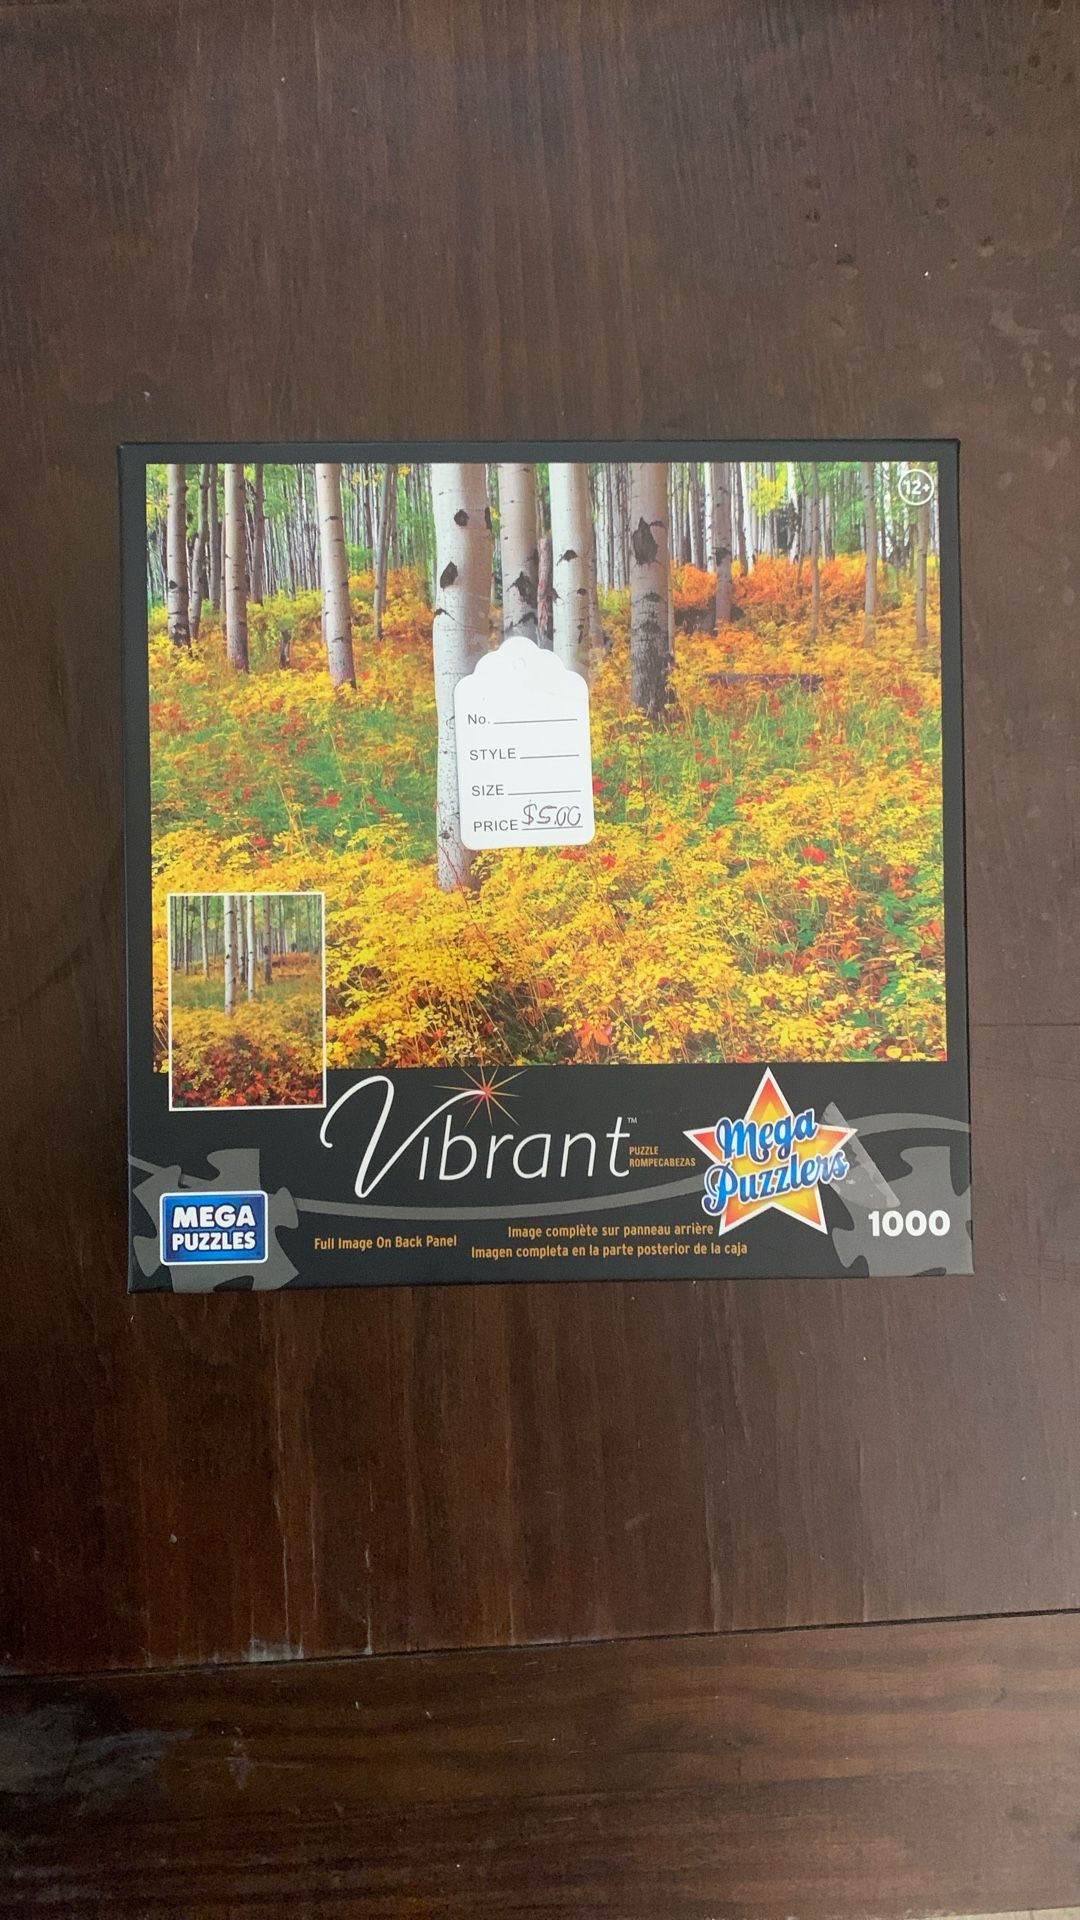 12+
No.
STYLE
SIZE
PRICE $5.00
Vibrant™
PUZZLE
ROMPECABEZAS
Mega
Puzzlers
MEGA
PUZZLES
1000
Full Image On Back Panel
Image complète sur panneau arrière
Imagen completa en la parte posterior de la caja